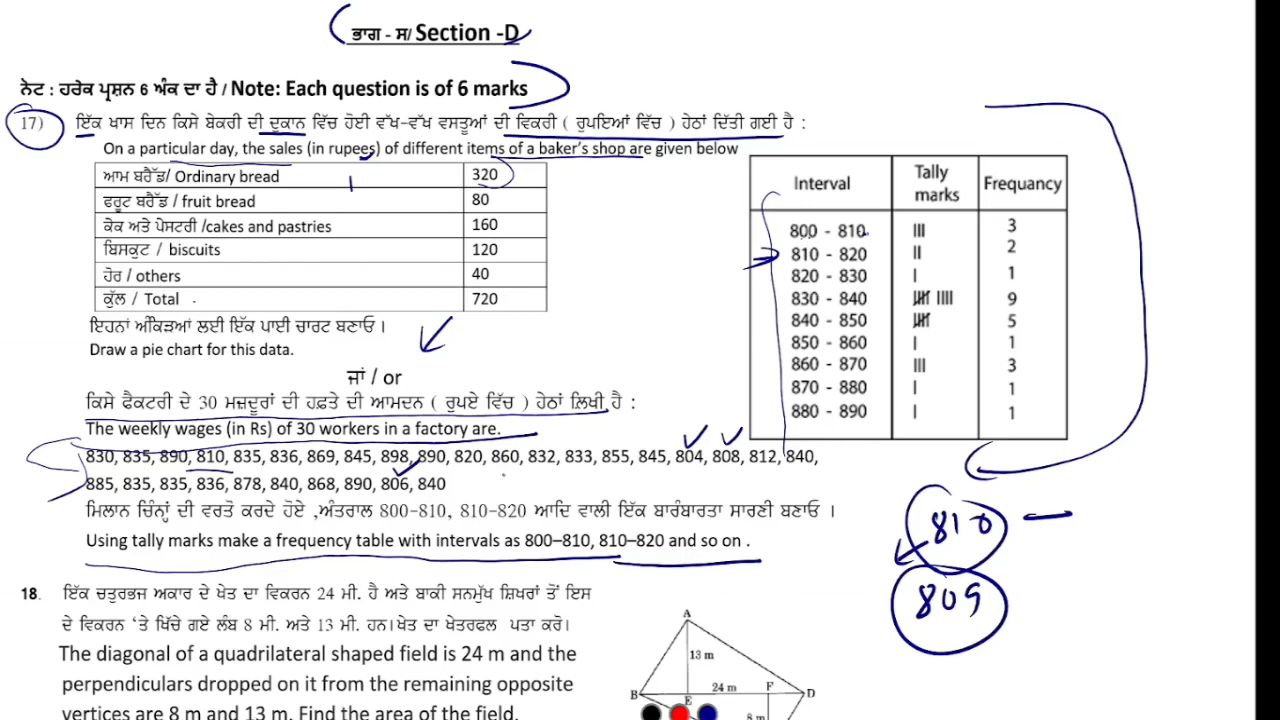 ਭਾਗ - ਸ/ Section -D
ਨੋਟ : ਹਰੇਕ ਪ੍ਰਸ਼ਨ 6 ਅੰਕ ਦਾ ਹੈ / Note: Each question is of 6 marks
17) ਇੱਕ ਖਾਸ ਦਿਨ ਕਿਸੇ ਬੇਕਰੀ ਦੀ ਦੁਕਾਨ ਵਿੱਚ ਹੋਈ ਵੱਖ-ਵੱਖ ਵਸਤੂਆਂ ਦੀ ਵਿਕਰੀ ( ਰੁਪਇਆਂ ਵਿੱਚ ) ਹੇਠਾਂ ਦਿੱਤੀ ਗਈ ਹੈ :
On a particular day, the sales (in rupees) of different items of a baker's shop are given below
ਆਮ ਬਰੈੱਡ/ Ordinary bread 320
ਫਰੂਟ ਬਰੈੱਡ / fruit bread 80
ਕੇਕ ਅਤੇ ਪੇਸਟਰੀ /cakes and pastries 160
ਬਿਸਕੁਟ / biscuits 120
ਹੋਰ / others 40
ਕੁੱਲ / Total 720
ਇਹਨਾਂ ਅੰਕਿੜਆਂ ਲਈ ਇੱਕ ਪਾਈ ਚਾਰਟ ਬਣਾਓ ।
Draw a pie chart for this data.
Interval Tally marks Frequancy
800 - 810 ||| 3
810 - 820 || 2
820 - 830 | 1
830 - 840 |||| |||| 9
840 - 850 |||| 5
850 - 860 | 1
860 - 870 ||| 3
870 - 880 | 1
880 - 890 | 1
ਜਾਂ / or
ਕਿਸੇ ਫੈਕਟਰੀ ਦੇ 30 ਮਜ਼ਦੂਰਾਂ ਦੀ ਹਫ਼ਤੇ ਦੀ ਆਮਦਨ ( ਰੁਪਏ ਵਿੱਚ ) ਹੇਠਾਂ ਲਿਖੀ ਹੈ :
The weekly wages (in Rs) of 30 workers in a factory are.
830, 835, 890, 810, 835, 836, 869, 845, 898, 890, 820, 860, 832, 833, 855, 845, 804, 808, 812, 840,
885, 835, 835, 836, 878, 840, 868, 890, 806, 840
ਮਿਲਾਨ ਚਿੰਨ੍ਹਾਂ ਦੀ ਵਰਤੋ ਕਰਦੇ ਹੋਏ ,ਅੰਤਰਾਲ 800-810, 810-820 ਆਦਿ ਵਾਲੀ ਇੱਕ ਬਾਰੰਬਾਰਤਾ ਸਾਰਣੀ ਬਣਾਓ ।
Using tally marks make a frequency table with intervals as 800–810, 810–820 and so on .
810
809
18. ਇੱਕ ਚਤੁਰਭਜ ਅਕਾਰ ਦੇ ਖੇਤ ਦਾ ਵਿਕਰਨ 24 ਮੀ. ਹੈ ਅਤੇ ਬਾਕੀ ਸਨਮੁੱਖ ਸ਼ਿਖਰਾਂ ਤੋਂ ਇਸ
ਦੇ ਵਿਕਰਨ 'ਤੇ ਖਿੱਚੇ ਗਏ ਲੰਬ 8 ਮੀ. ਅਤੇ 13 ਮੀ. ਹਨ।ਖੇਤ ਦਾ ਖੇਤਰਫਲ ਪਤਾ ਕਰੋ।
The diagonal of a quadrilateral shaped field is 24 m and the
perpendiculars dropped on it from the remaining opposite
vertices are 8 m and 13 m. Find the area of the field.
A
13 m
24 m F
B E D
8 m